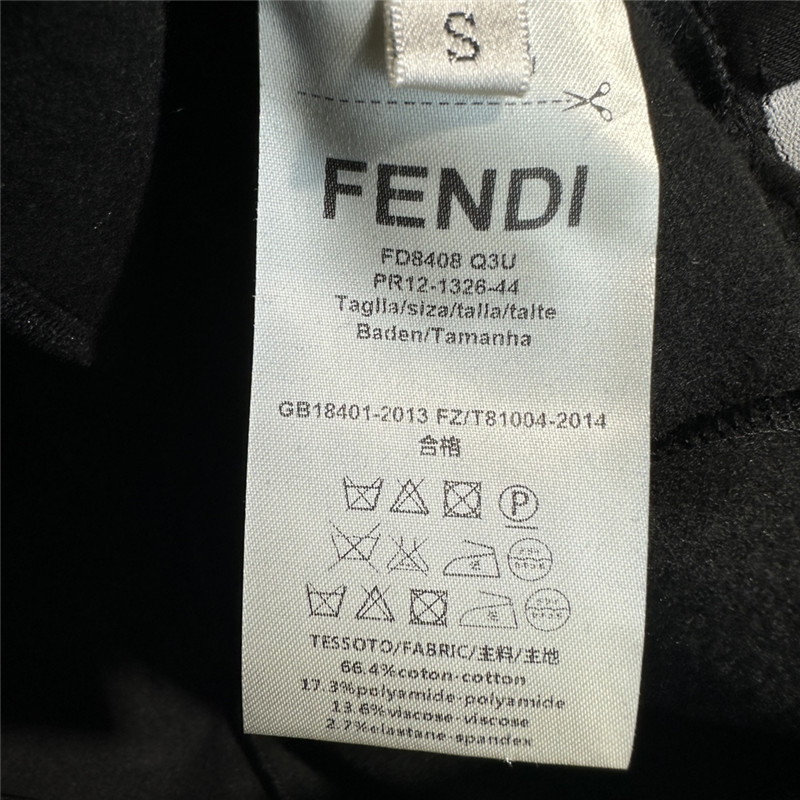 S
FENDI
FD8408 Q3U
PR12-1326-44
Taglia/siza/talla/talte
Baden/Tamanha
GB18401-2013 FZ/T81004-2014
合格
P
TESSOTO/FABRIC/主料/主地
66.4%coton-cotton
17.3%polyamide-polyamide
13.6%viscose-viscose
2.7%elastane-spandex